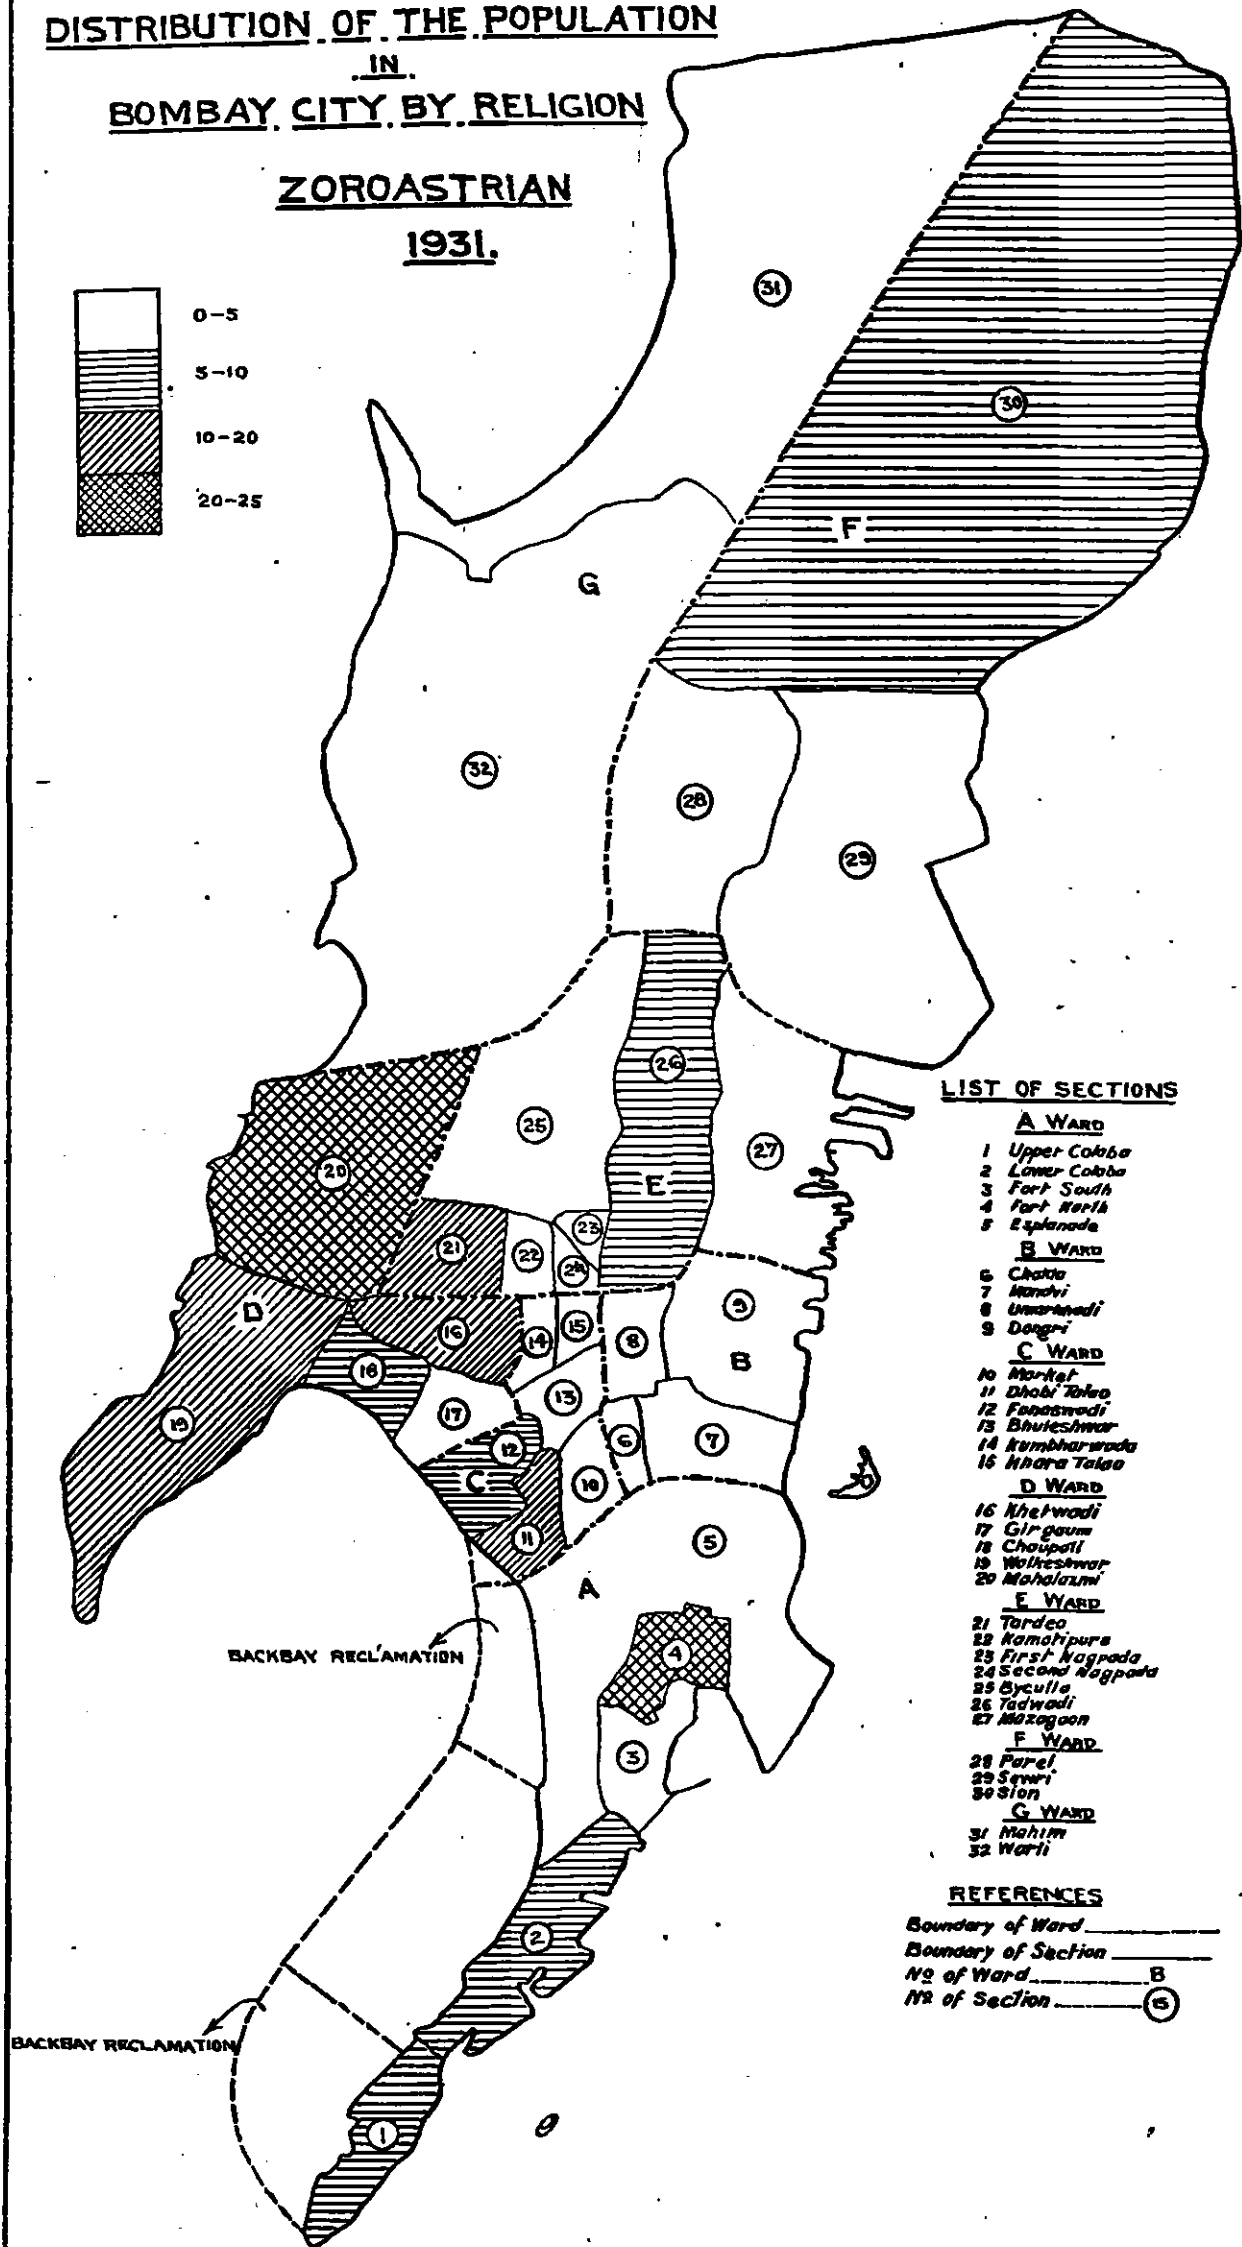 DISTRIBUTION OF THE POPULATION
IN
BOMBAY CITY BY RELIGION
ZOROASTRIAN
1931.
0-5
5-10
10-20
20-25
31
30
F
G
32
28
29
26
25
27
20
E
23
21
22
24
D
9
16
15
14
8
18
B
13
19
17
6
7
12
C
10
11
5
A
4
BACKBAY RECLAMATION
3
2
BACKBAY RECLAMATION
1
LIST OF SECTIONS
A WARD
1 Upper Colaba
2 Lower Colaba
3 Fort South
4 Fort North
5 Esplanade
B WARD
6 Chakla
7 Mandvi
8 Umarkhadi
9 Dongri
C WARD
10 Market
11 Dhobi Talao
12 Fanaswadi
13 Bhuleshwar
14 Kumbharwada
15 Khara Talao
D WARD
16 Khetwadi
17 Girgaum
18 Chaupati
19 Walkeshwar
20 Mahalaxmi
E WARD
21 Tardeo
22 Kamatipura
23 First Nagpada
24 Second Nagpada
25 Byculla
26 Tadwadi
27 Mazagaon
F WARD
28 Parel
29 Sewri
30 Sion
G WARD
31 Mahim
32 Warli
REFERENCES
Boundary of Ward
Boundary of Section
No of Ward B
No of Section 15